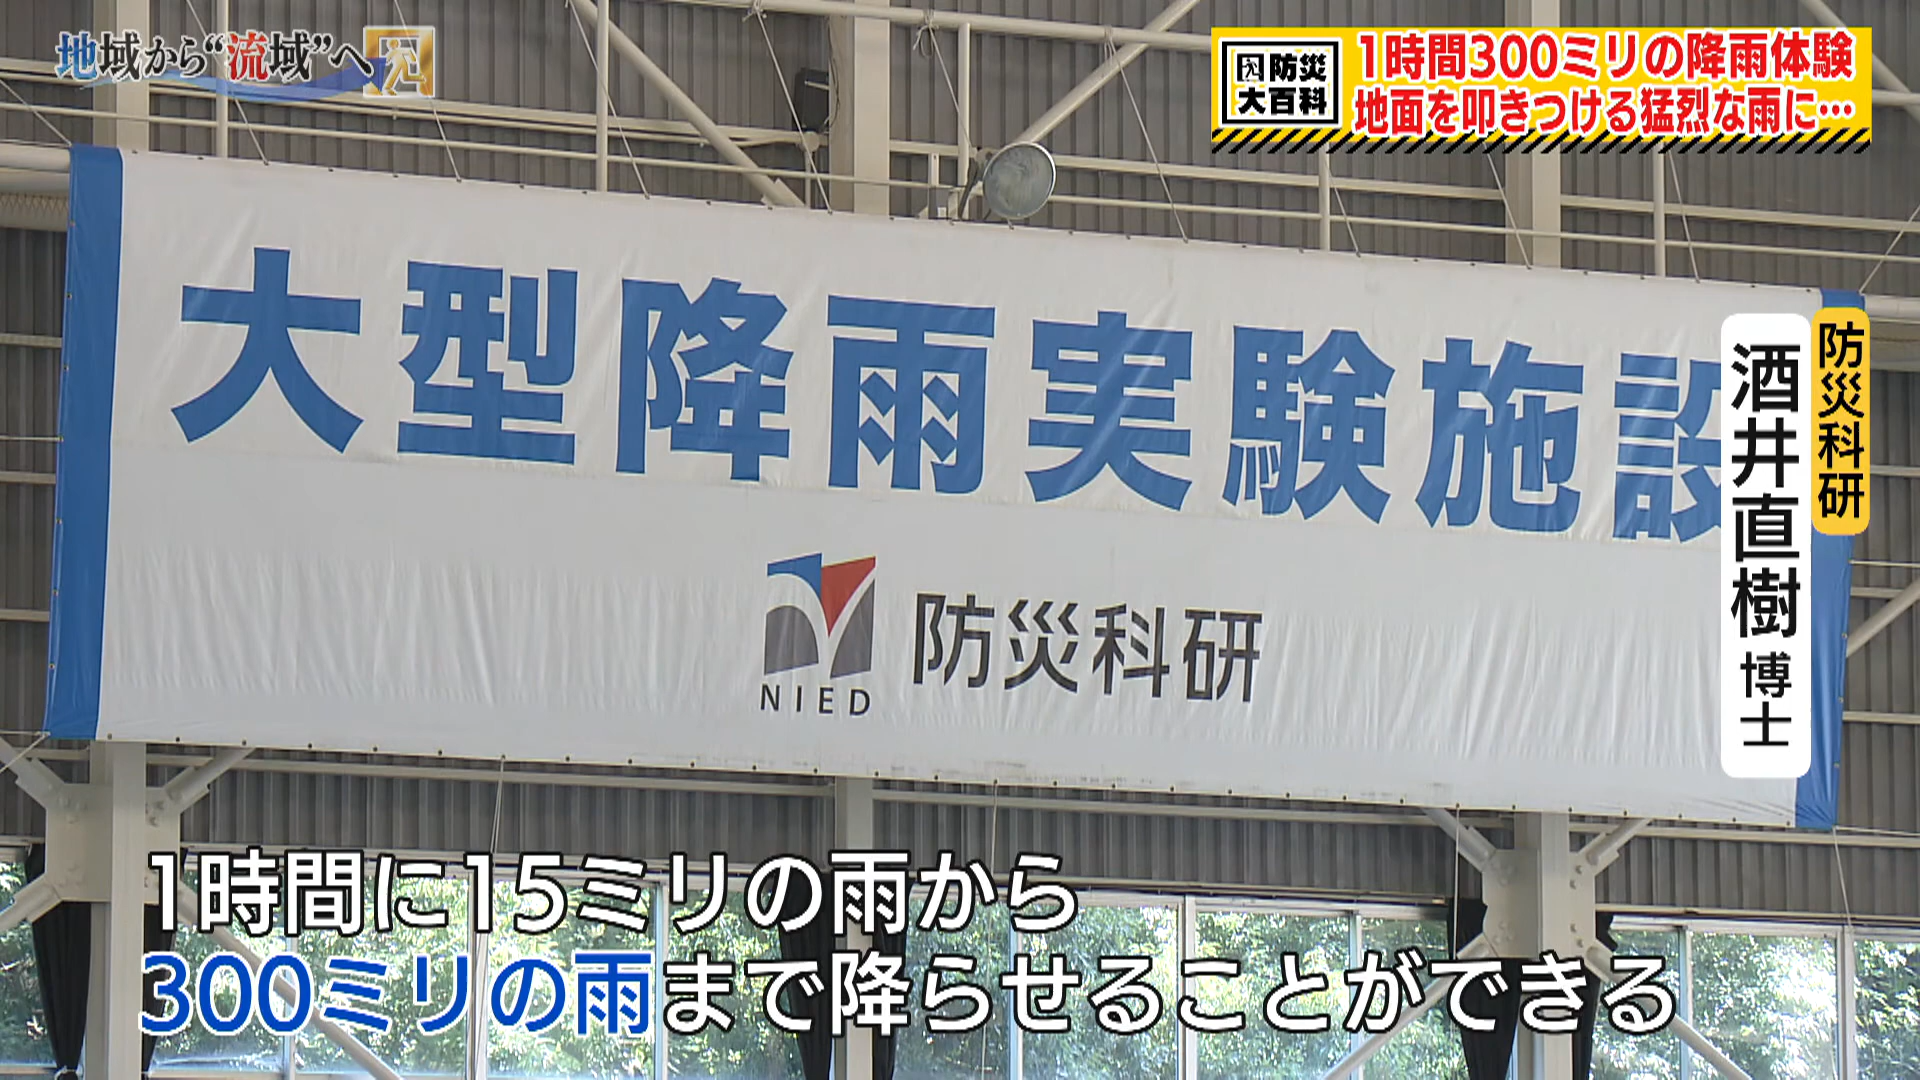 地域から“流域”へ
防災
大百科
1時間300ミリの降雨体験
地面を叩きつける猛烈な雨に…
大型降雨実験施設
NIED
防災科研
防災科研
酒井直樹 博士
1時間に15ミリの雨から
300ミリの雨まで降らせることができる